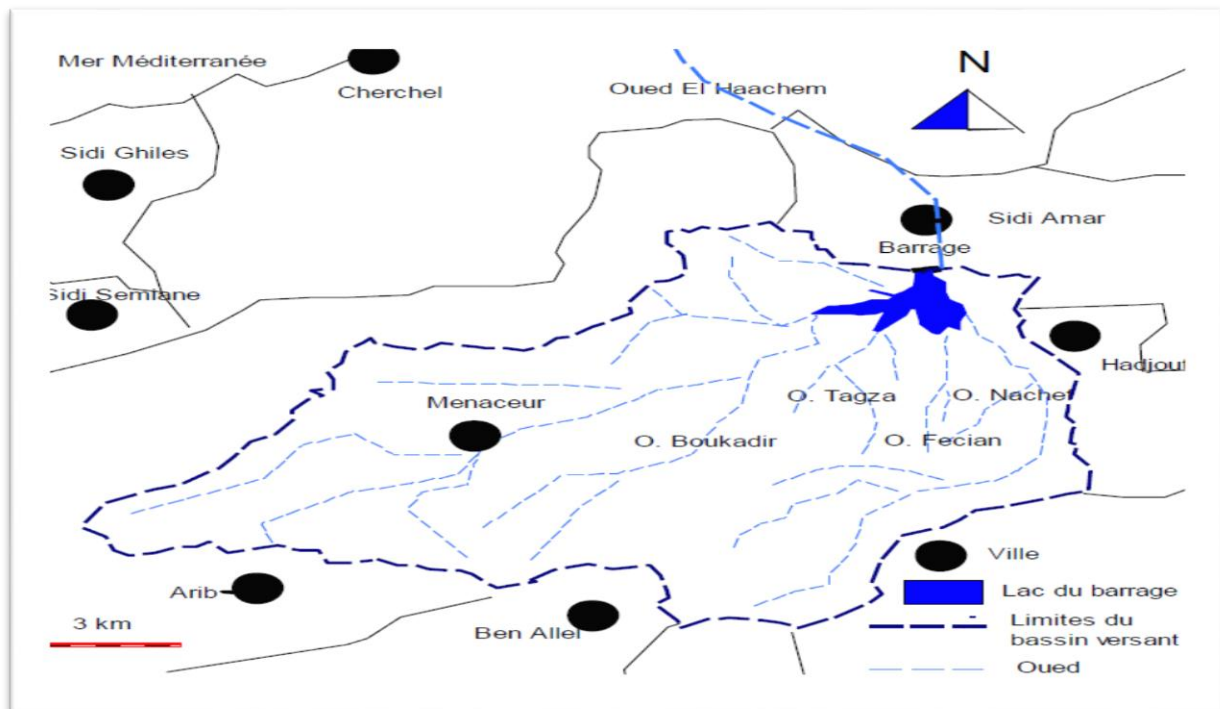 Mer Méditerranée
Cherchel
Oued El Haachem
N
Sidi Ghiles
Sidi Amar
Barrage
Sidi Semiane
Hadjout
Menaceur
O. Tagza
O. Nachef
O. Boukadir
O. Fecian
Ville
Arib
Lac du barrage
3 km
Ben Allel
Limites du
bassin versant
Oued